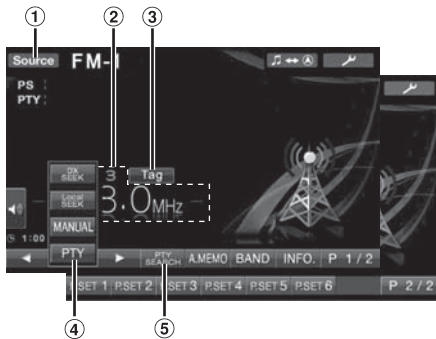 ① ② ③
Source FM-1
PS :
PTY :
DX SEEK
3 Tag
Local SEEK
3.0 MHz
MANUAL
1:00
PTY
PTY SEARCH A.MEMO BAND INFO. P 1/2
SET 1 P.SET 2 SET 3 P.SET 4 P.SET 5 P.SET 6 P 2/2
④ ⑤